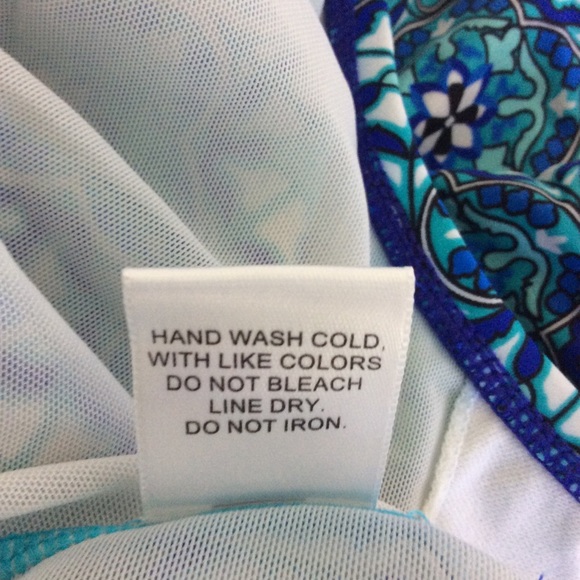 HAND WASH COLD,
WITH LIKE COLORS
DO NOT BLEACH
LINE DRY.
DO NOT IRON.